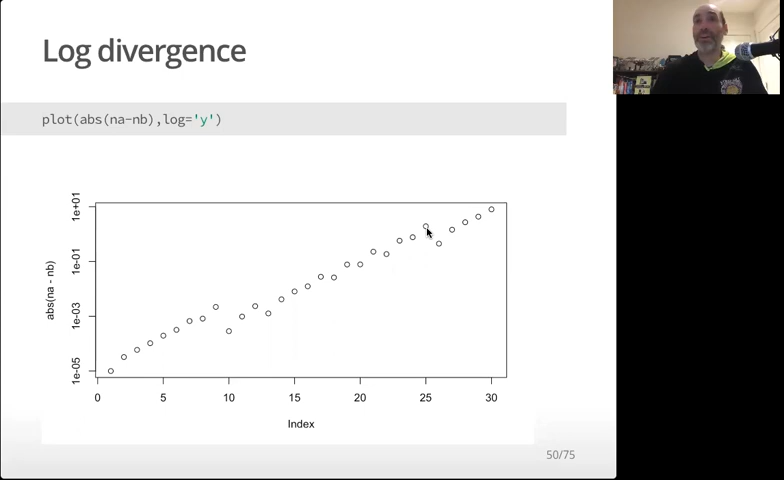 Log divergence
plot(abs(na-nb),log='y')
1e+01
1e-01
1e-03
1e-05
abs(na - nb)
0 5 10 15 20 25 30
Index
50/75